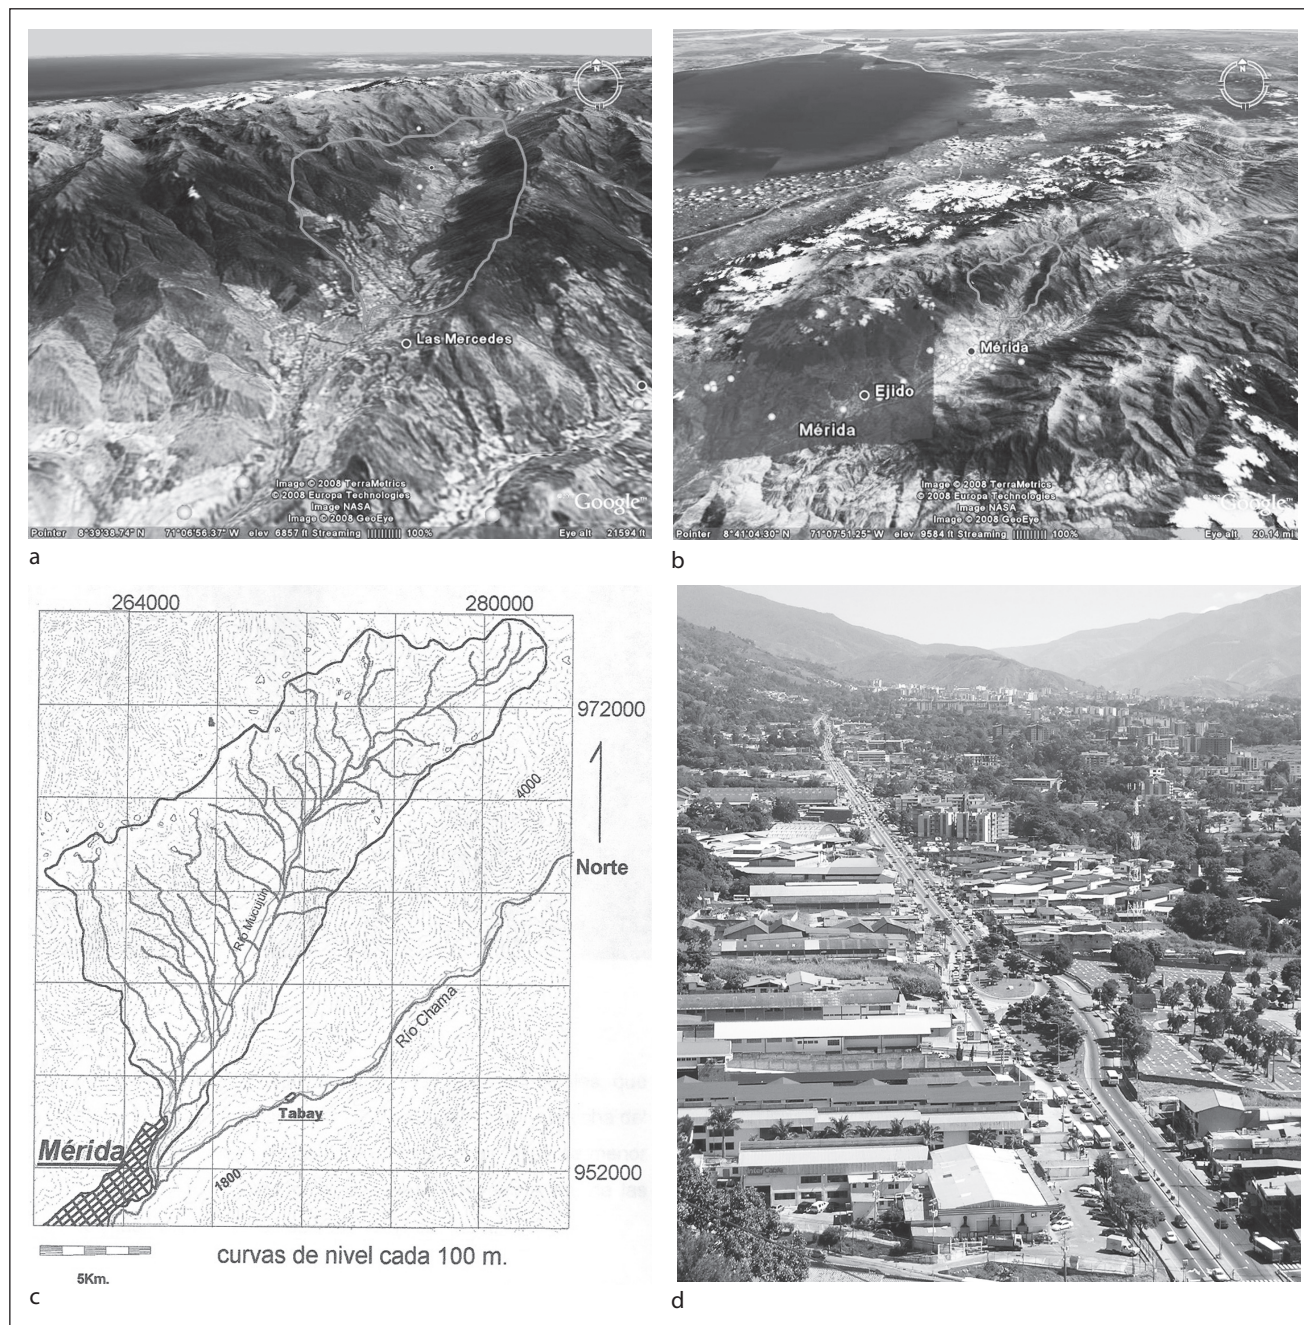 N
Las Mercedes
Image © 2008 TerraMetrics
© 2008 Europa Technologies
Image NASA
Image © 2008 GeoEye
Google™
Pointer 8°39'38.74" N 71°06'56.37" W elev 6857 ft Streaming |||||||||| 100% Eye alt 21594 ft
a
N
Mérida
Ejido
Mérida
Image © 2008 TerraMetrics
© 2008 Europa Technologies
Image NASA
Image © 2008 GeoEye
Google™
Pointer 8°41'04.30" N 71°07'51.25" W elev 9584 ft Streaming |||||||||| 100% Eye alt 20.14 mi
b
264000 280000
972000
4000
Norte
Río Mucujún
Río Chama
Tabay
Mérida
1800
952000
5Km.
curvas de nivel cada 100 m.
c
d